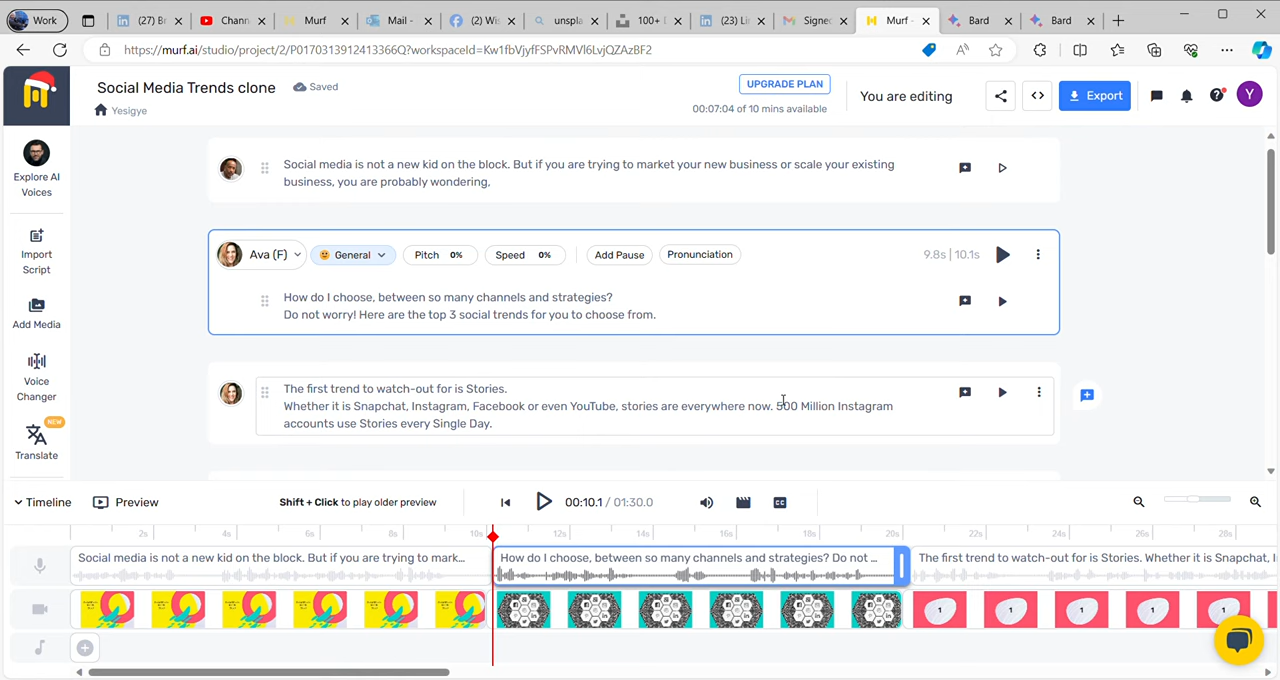 Work
(27) B
Chann
Murf
Mail -
(2) Wi
unspla
100+ D
(23) Li
Signed
Murf -
Bard
Bard
https://murf.ai/studio/project/2/P0170313912413366Q?workspaceId=Kw1fbVjyfFSPvRMVl6LvjQZAzBF2
Social Media Trends clone
Saved
Yesigye
UPGRADE PLAN
00:07:04 of 10 mins available
You are editing
Export
Y
Explore AI
Voices
Import
Script
Add Media
Voice
Changer
NEW
Translate
Social media is not a new kid on the block. But if you are trying to market your new business or scale your existing
business, you are probably wondering,
Ava (F)
General
Pitch 0%
Speed 0%
Add Pause
Pronunciation
9.8s | 10.1s
How do I choose, between so many channels and strategies?
Do not worry! Here are the top 3 social trends for you to choose from.
The first trend to watch-out for is Stories.
Whether it is Snapchat, Instagram, Facebook or even YouTube, stories are everywhere now. 500 Million Instagram
accounts use Stories every Single Day.
Timeline
Preview
Shift + Click to play older preview
00:10.1 / 01:30.0
2s 4s 6s 8s 10s 12s 14s 16s 18s 20s 22s 24s 26s 28s
Social media is not a new kid on the block. But if you are trying to mark...
How do I choose, between so many channels and strategies? Do not ...
The first trend to watch-out for is Stories. Whether it is Snapchat, I
1 1 1 1 1